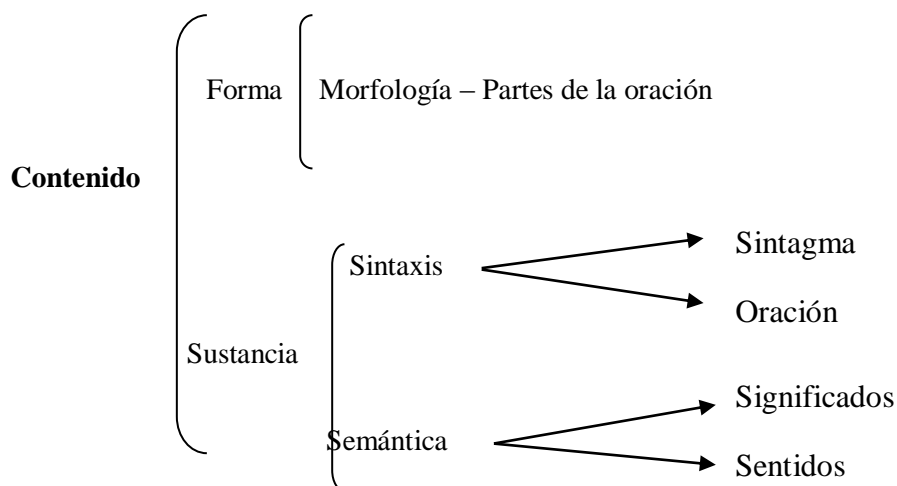 Forma
Morfología – Partes de la oración
Contenido
Sintaxis
Sintagma
Oración
Sustancia
Semántica
Significados
Sentidos